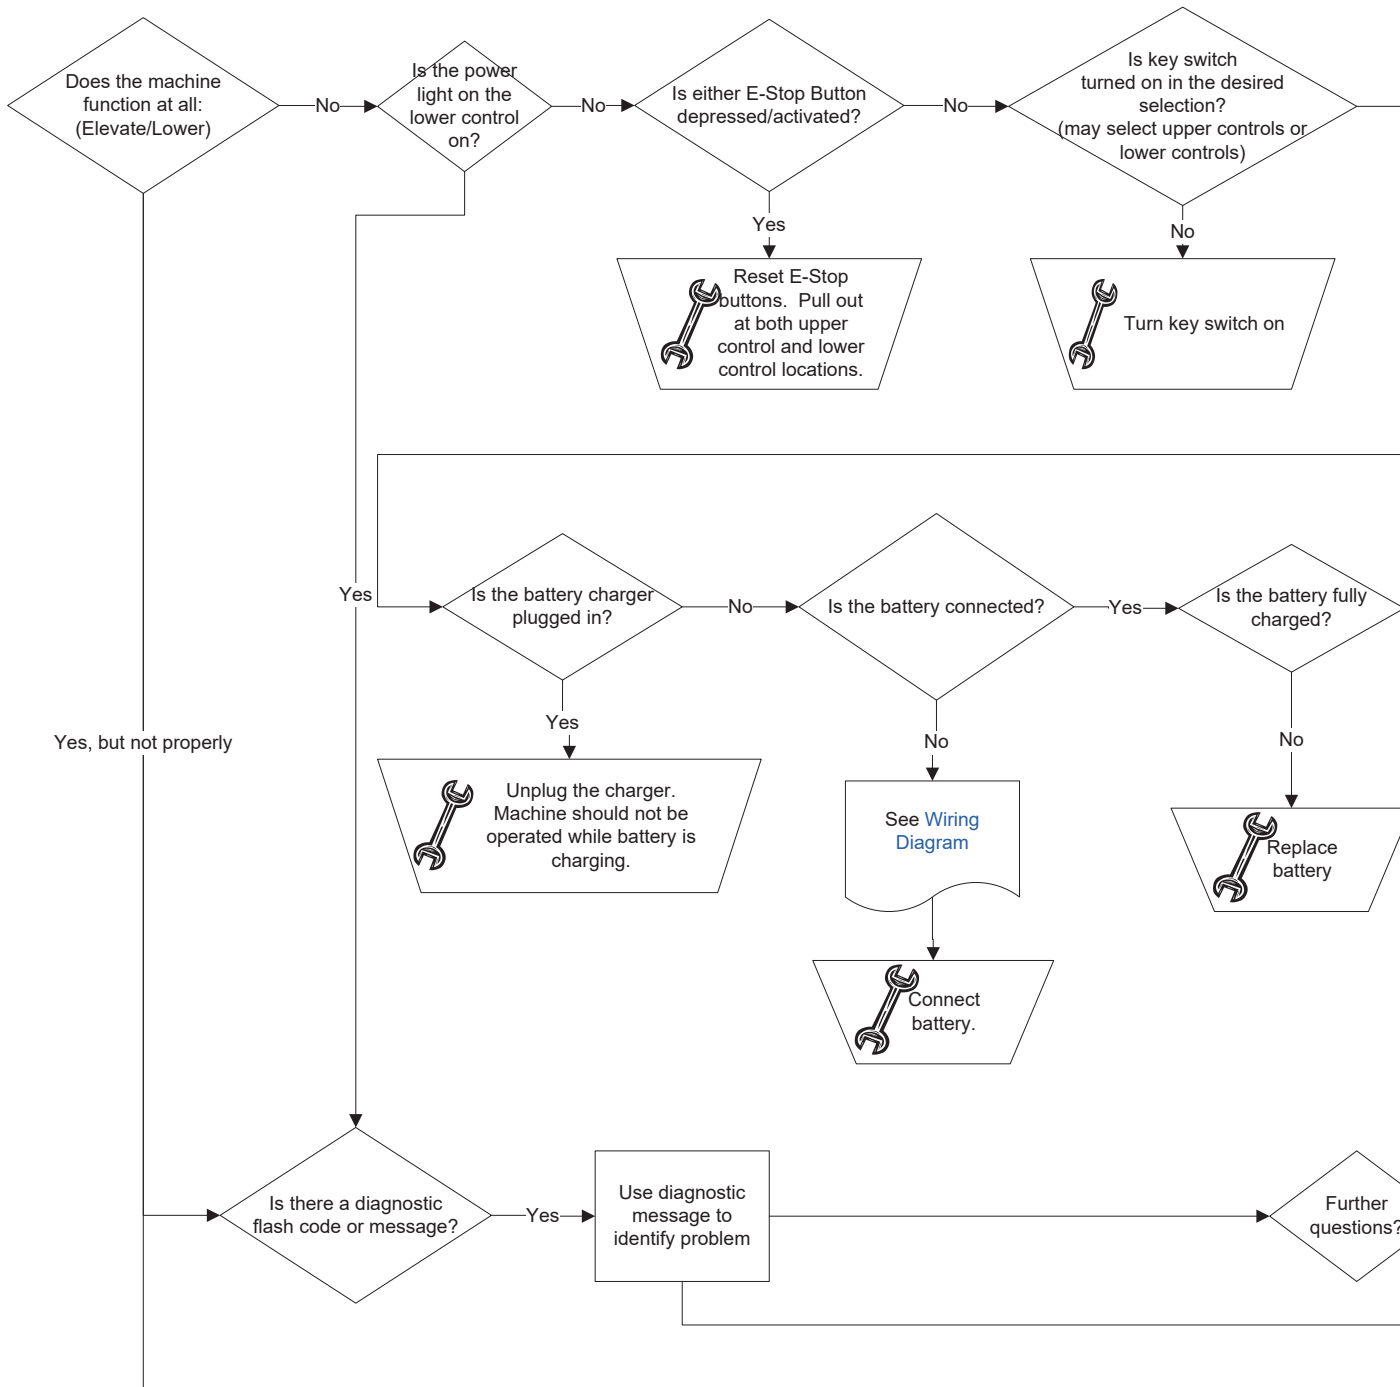 Does the machine
function at all:
(Elevate/Lower)
No
Is the power
light on the
lower control
on?
No
Is either E-Stop Button
depressed/activated?
No
Is key switch
turned on in the desired
selection?
(may select upper controls or
lower controls)
Yes
No
Reset E-Stop
buttons.  Pull out
at both upper
control and lower
control locations.
Turn key switch on
Yes
Is the battery charger
plugged in?
No
Is the battery connected?
Yes
Is the battery fully
charged?
Yes
No
No
Yes, but not properly
Unplug the charger.
Machine should not be
operated while battery is
charging.
See Wiring
Diagram
Replace
battery
Connect
battery.
Is there a diagnostic
flash code or message?
Yes
Use diagnostic
message to
identify problem
Further
questions?